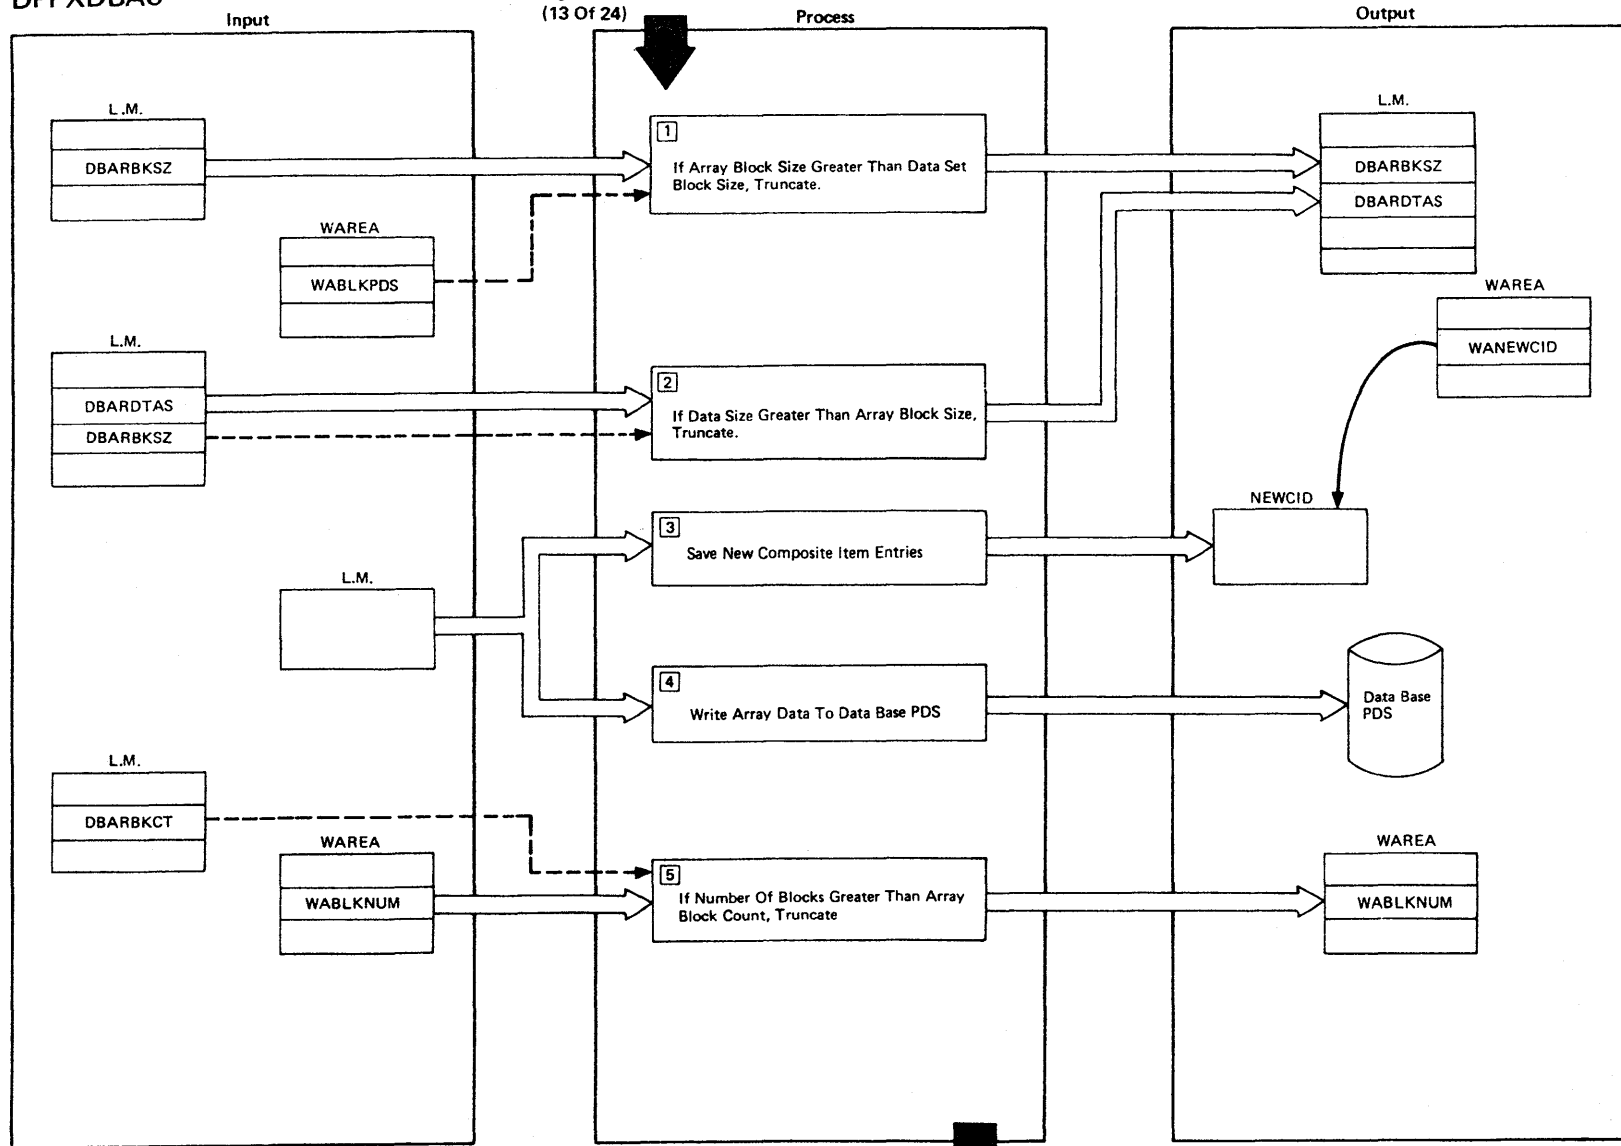 (13 Of 24)
Input
Process
Output
L.M.
DBARBKSZ
WAREA
WABLKPDS
L.M.
DBARDTAS
DBARBKSZ
L.M.
L.M.
DBARBKCT
WAREA
WABLKNUM
1
If Array Block Size Greater Than Data Set
Block Size, Truncate.
2
If Data Size Greater Than Array Block Size,
Truncate.
3
Save New Composite Item Entries
4
Write Array Data To Data Base PDS
5
If Number Of Blocks Greater Than Array
Block Count, Truncate
L.M.
DBARBKSZ
DBARDTAS
WAREA
WANEWCID
NEWCID
Data Base
PDS
WAREA
WABLKNUM